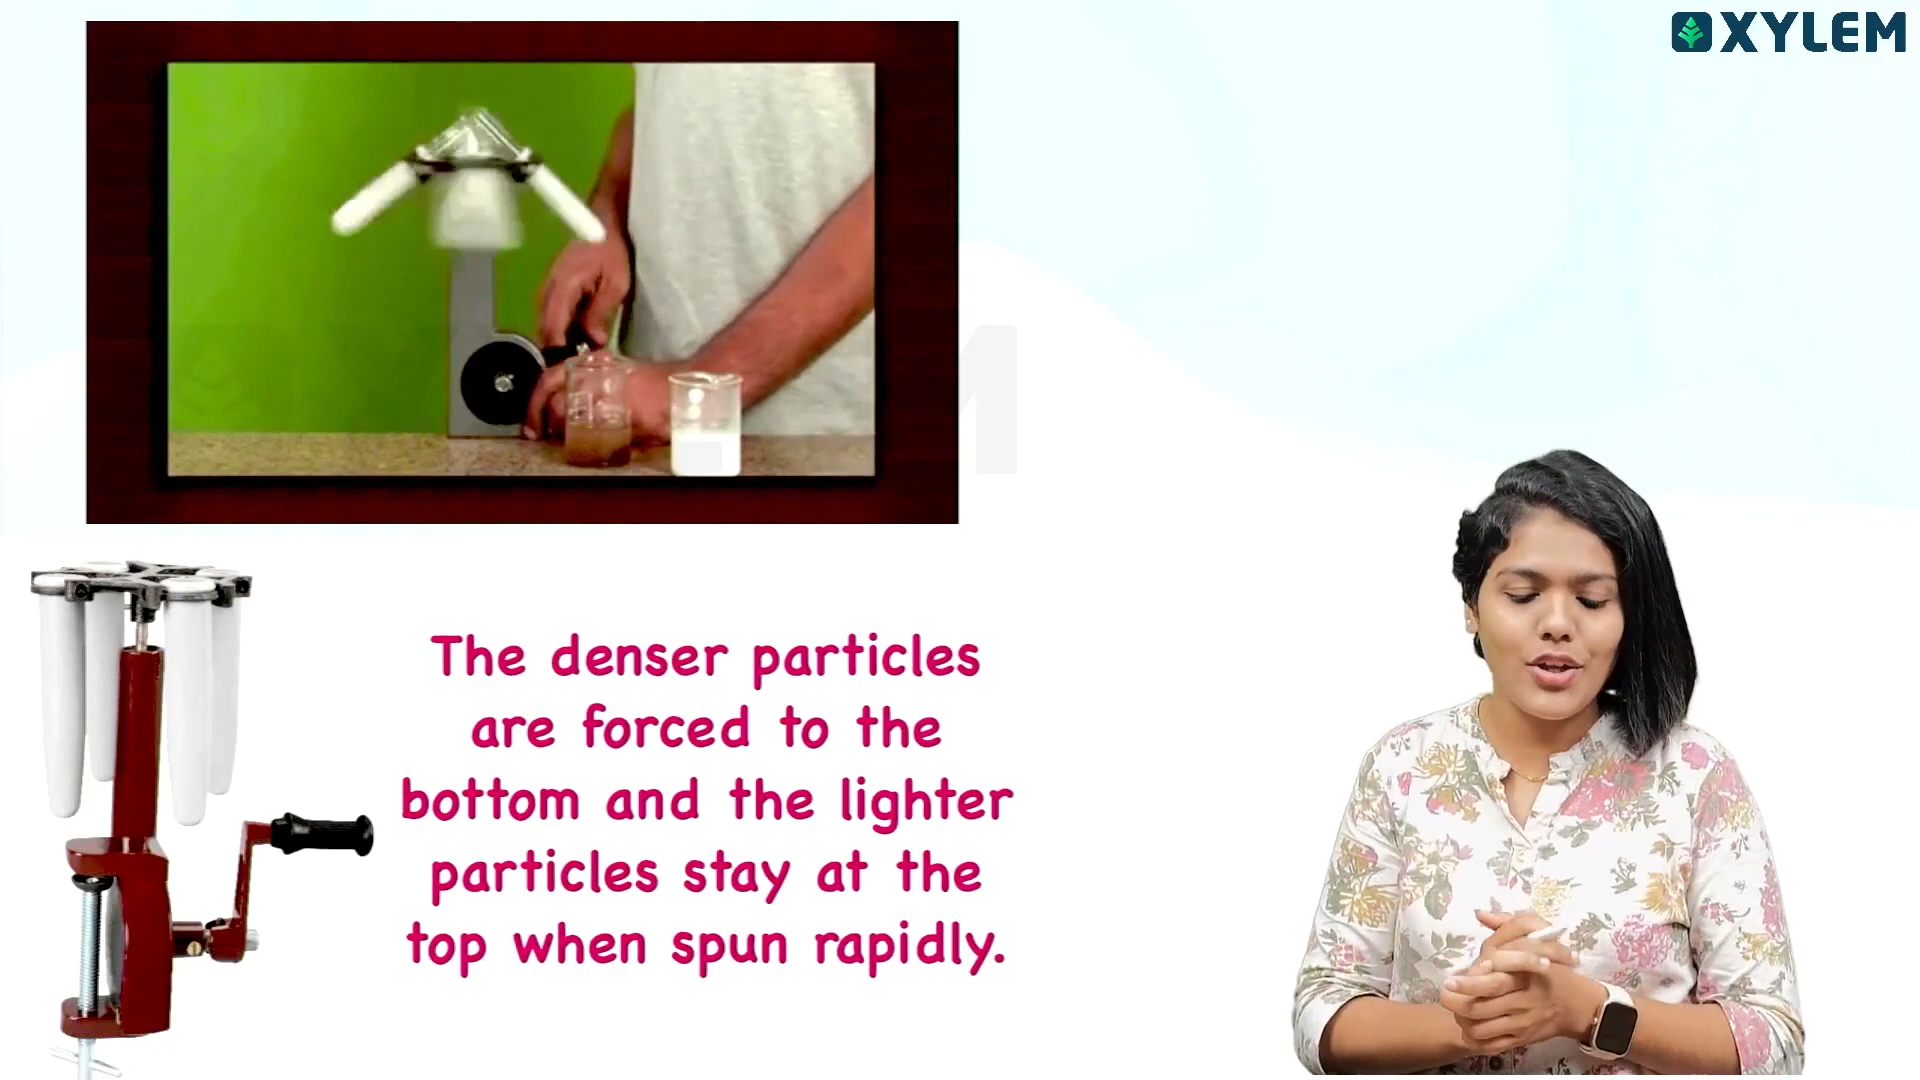 XYLEM
The denser particles
are forced to the
bottom and the lighter
particles stay at the
top when spun rapidly.